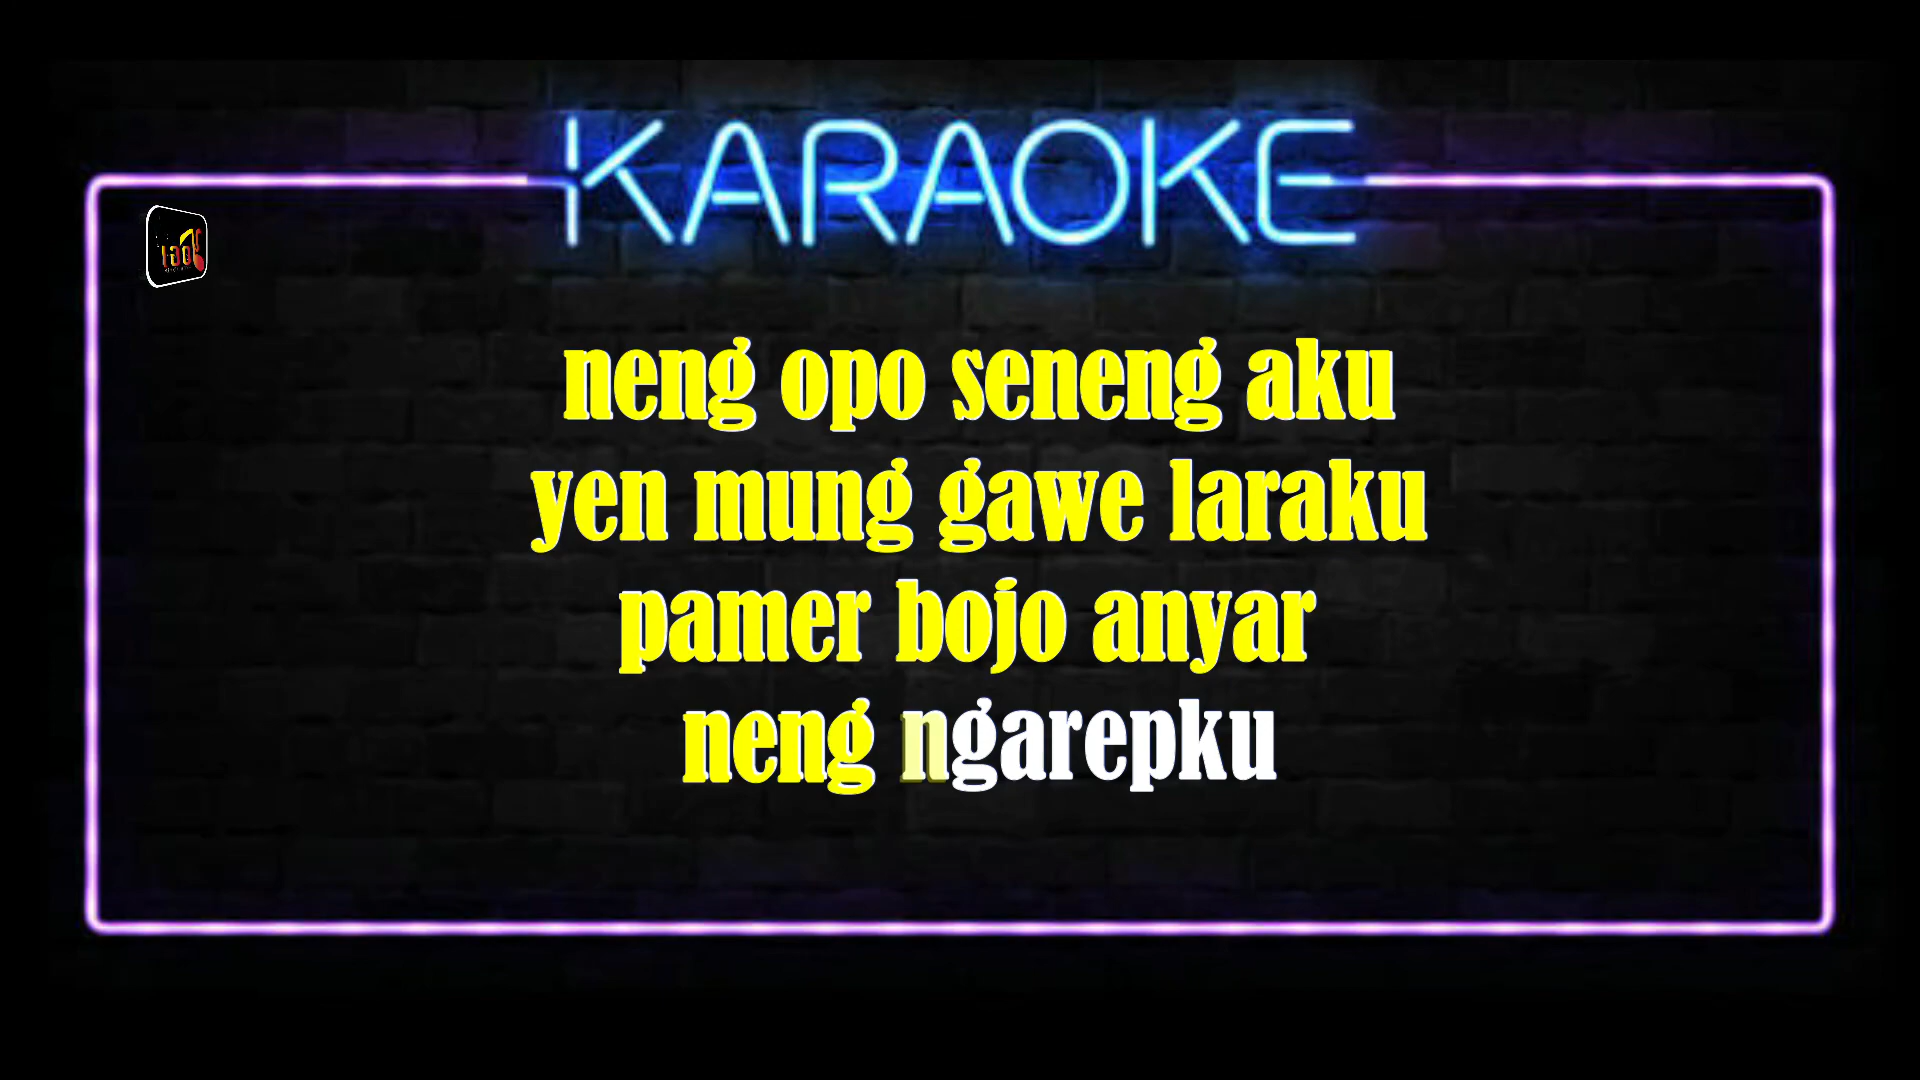 KARAOKE
neng opo seneng aku
yen mung gawe laraku
pamer bojo anyar
neng ngarepku